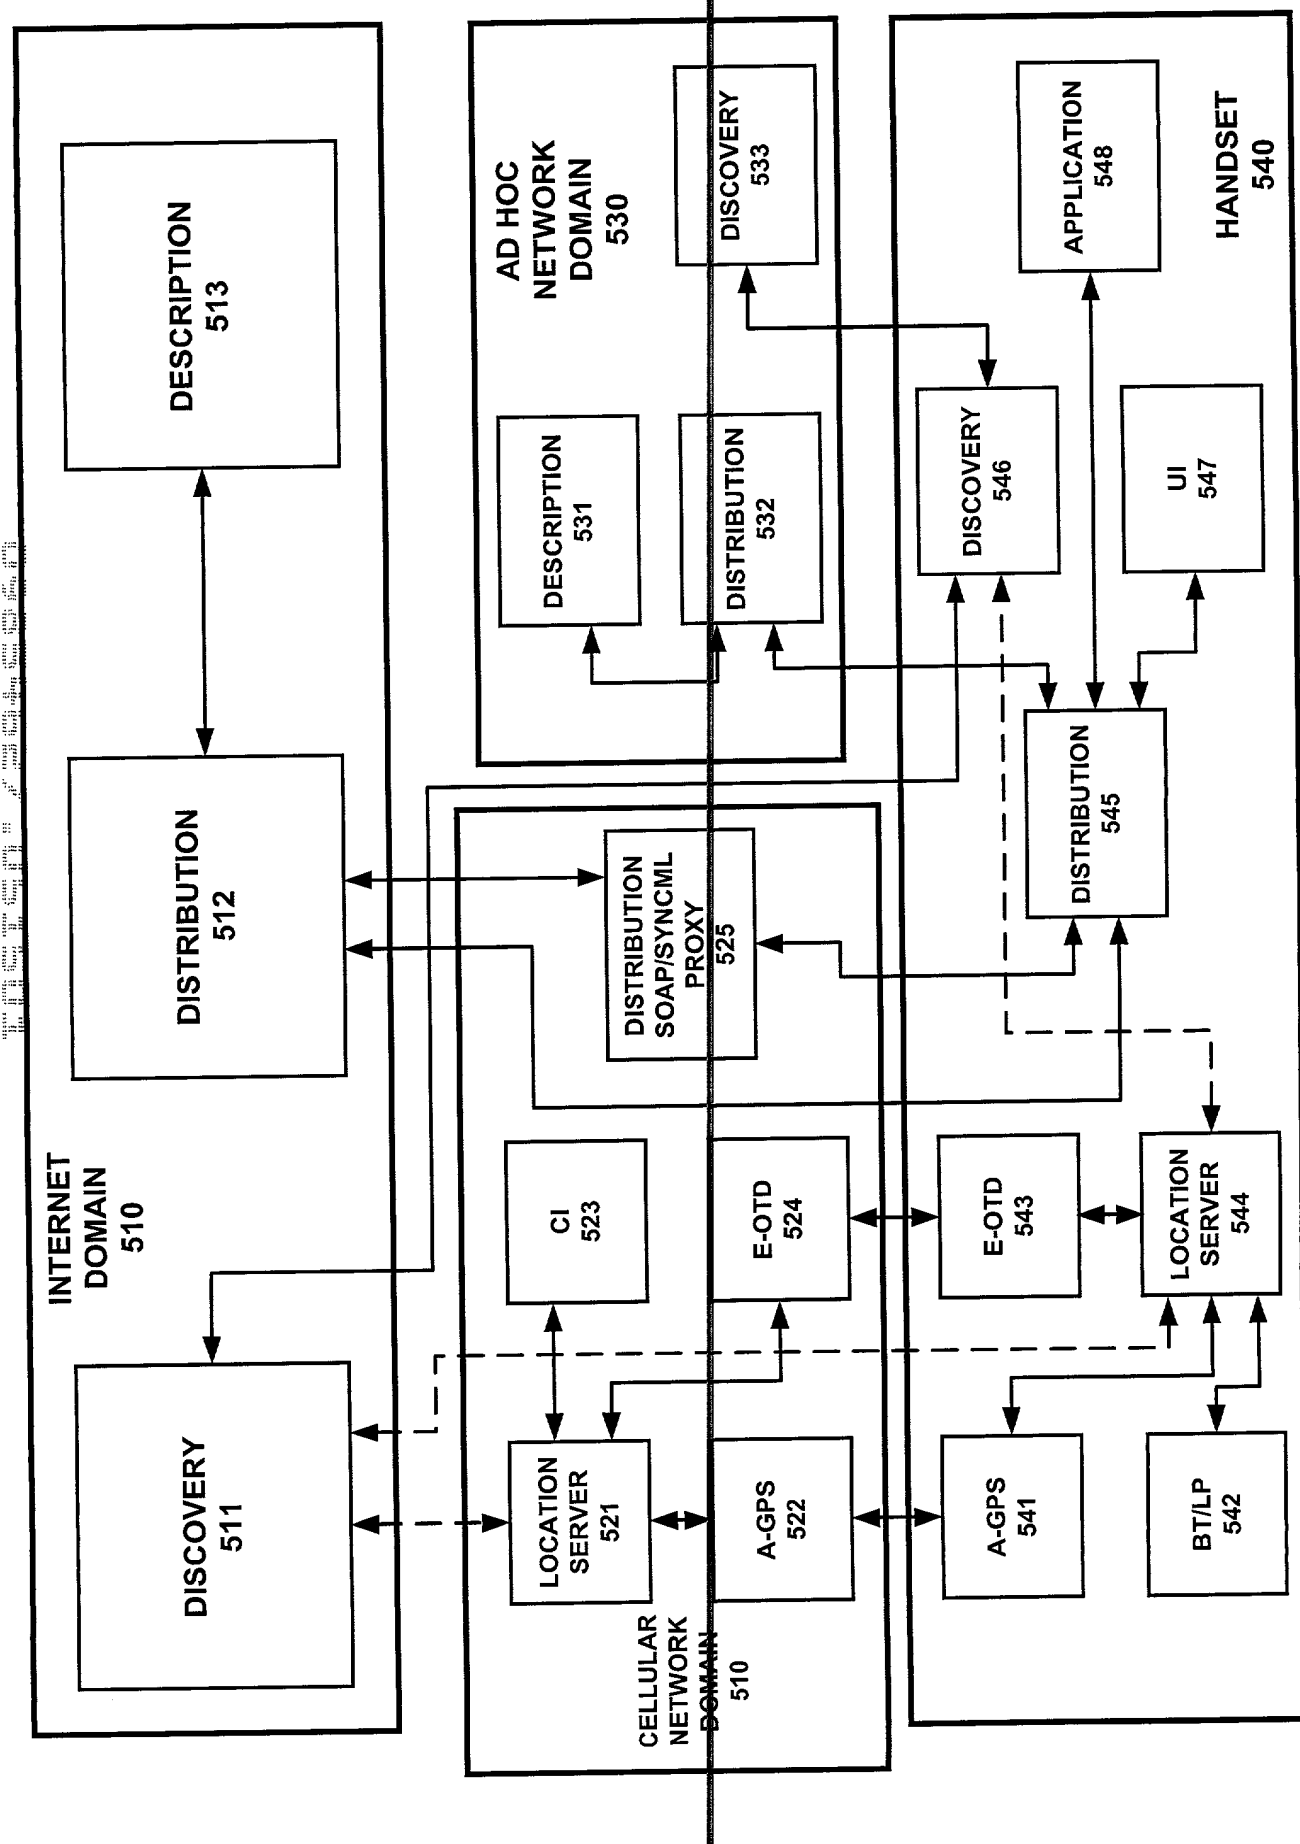 INTERNET
DOMAIN
510
DISCOVERY
511
DISTRIBUTION
512
DESCRIPTION
513
CELLULAR
NETWORK
DOMAIN
510
LOCATION
SERVER
521
A-GPS
522
CI
523
E-OTD
524
DISTRIBUTION
SOAP/SYNCML
PROXY
525
AD HOC
NETWORK
DOMAIN
530
DESCRIPTION
531
DISTRIBUTION
532
DISCOVERY
533
A-GPS
541
BT/LP
542
E-OTD
543
LOCATION
SERVER
544
DISTRIBUTION
545
DISCOVERY
546
UI
547
APPLICATION
548
HANDSET
540